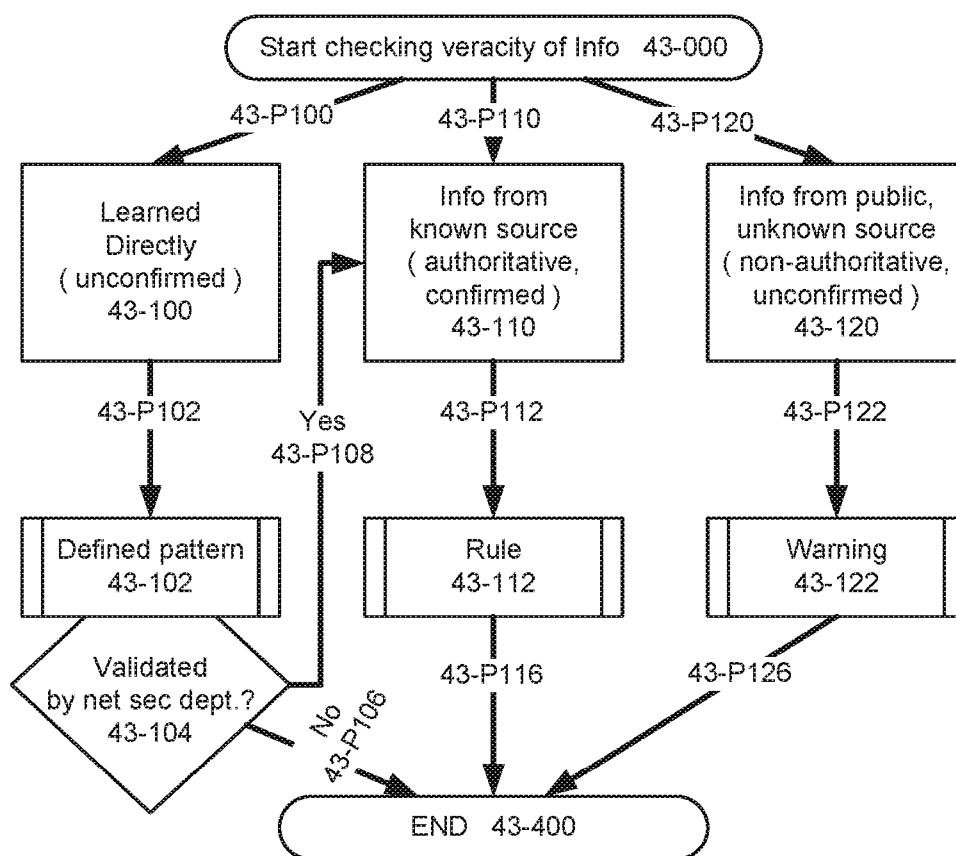 Start checking veracity of Info 43-000
43-P100
43-P110
43-P120
Learned
Directly
( unconfirmed )
43-100
Info from
known source
( authoritative,
confirmed )
43-110
Info from public,
unknown source
( non-authoritative,
unconfirmed )
43-120
43-P102
Yes
43-P108
43-P112
43-P122
Defined pattern
43-102
Rule
43-112
Warning
43-122
Validated
by net sec dept.?
43-104
No
43-P106
43-P116
43-P126
END 43-400